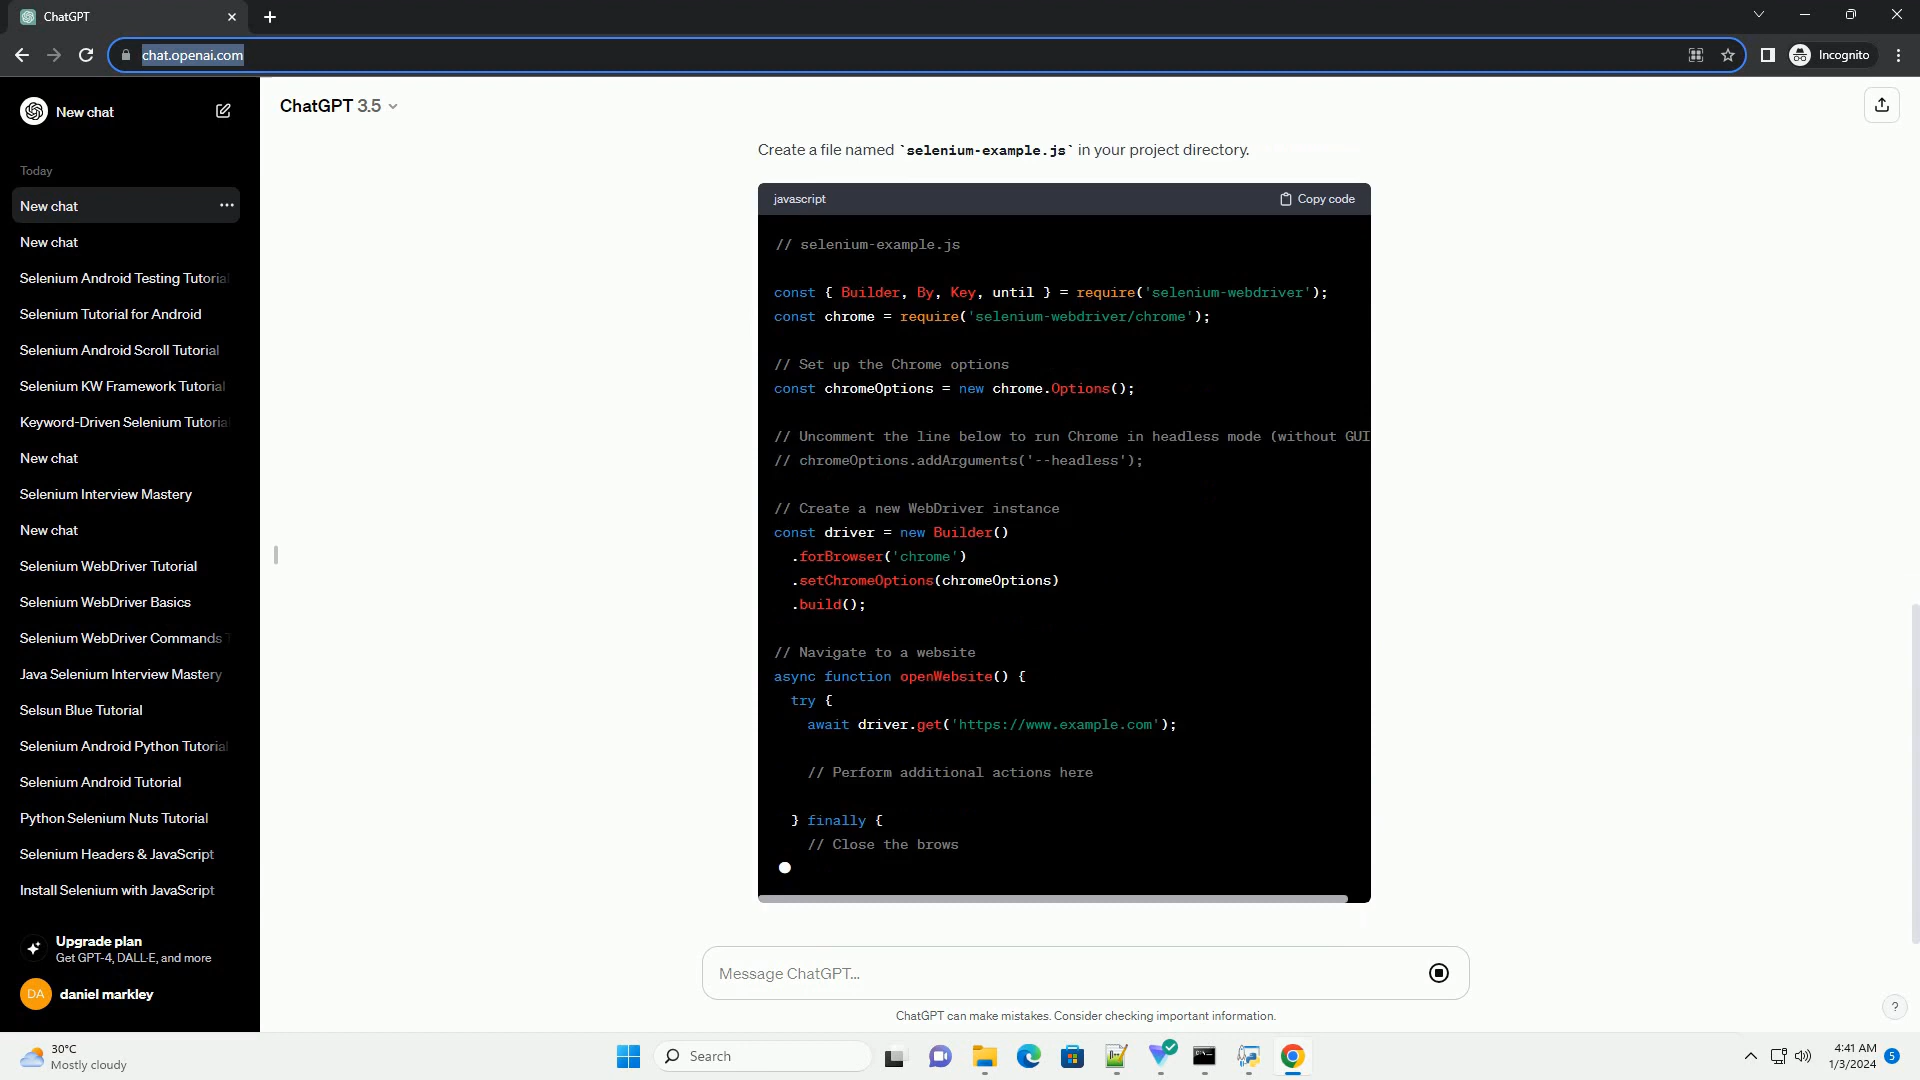 ChatGPT
chat.openai.com
Incognito
New chat
Today
New chat
New chat
Selenium Android Testing Tutoria
Selenium Tutorial for Android
Selenium Android Scroll Tutorial
Selenium KW Framework Tutorial
Keyword-Driven Selenium Tutoria
New chat
Selenium Interview Mastery
New chat
Selenium WebDriver Tutorial
Selenium WebDriver Basics
Selenium WebDriver Commands T
Java Selenium Interview Mastery
Selsun Blue Tutorial
Selenium Android Python Tutorial
Selenium Android Tutorial
Python Selenium Nuts Tutorial
Selenium Headers & JavaScript
Install Selenium with JavaScript
Upgrade plan
Get GPT-4, DALL·E, and more
DA
daniel markley
ChatGPT 3.5
Create a file named `selenium-example.js` in your project directory.
javascript
Copy code
// selenium-example.js
const { Builder, By, Key, until } = require('selenium-webdriver');
const chrome = require('selenium-webdriver/chrome');
// Set up the Chrome options
const chromeOptions = new chrome.Options();
// Uncomment the line below to run Chrome in headless mode (without GUI
// chromeOptions.addArguments('--headless');
// Create a new WebDriver instance
const driver = new Builder()
.forBrowser('chrome')
.setChromeOptions(chromeOptions)
.build();
// Navigate to a website
async function openWebsite() {
try {
await driver.get('https://www.example.com');
// Perform additional actions here
} finally {
// Close the brows
Message ChatGPT...
ChatGPT can make mistakes. Consider checking important information.
?
30°C
Mostly cloudy
Search
4:41 AM
1/3/2024
5